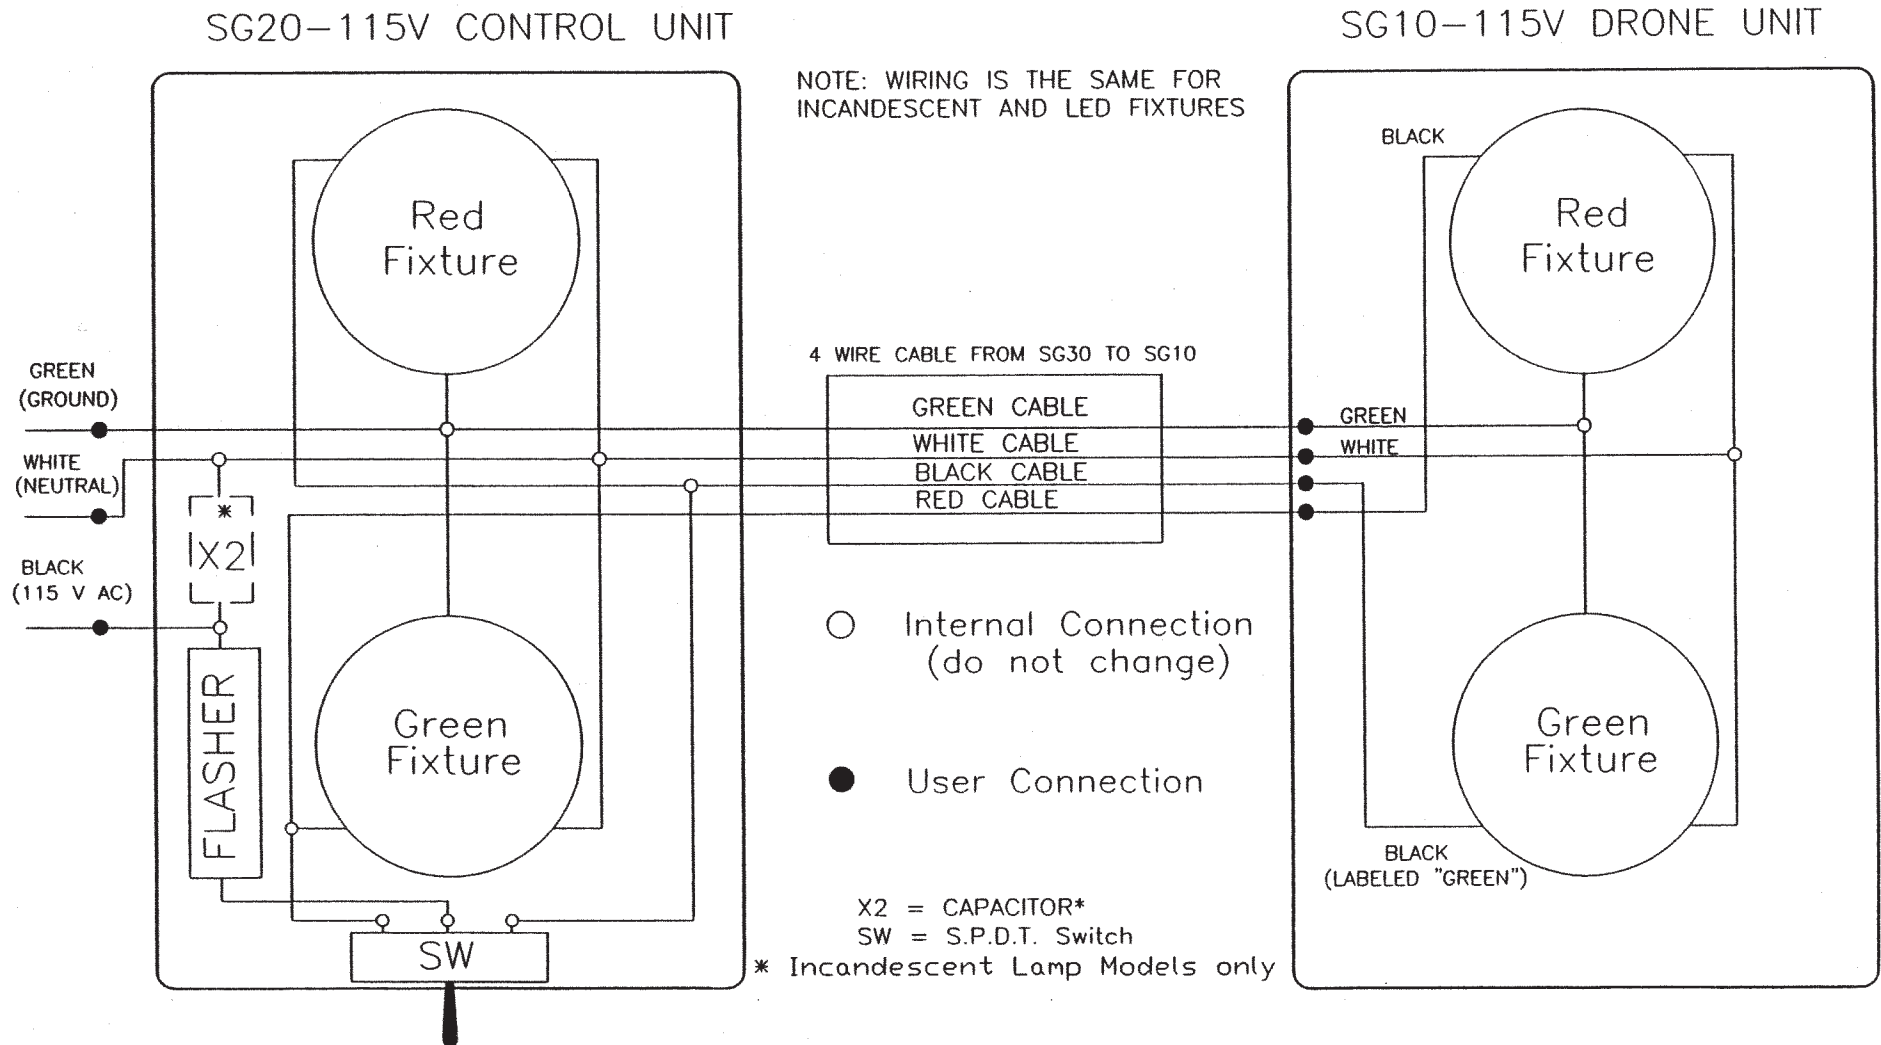 SG20-115V CONTROL UNIT
SG10-115V DRONE UNIT
NOTE: WIRING IS THE SAME FOR
INCANDESCENT AND LED FIXTURES
Red
Fixture
BLACK
Red
Fixture
4 WIRE CABLE FROM SG30 TO SG10
GREEN
(GROUND)
GREEN CABLE
WHITE CABLE
BLACK CABLE
RED CABLE
GREEN
WHITE
WHITE
(NEUTRAL)
*
X2
BLACK
(115 V AC)
Internal Connection
(do not change)
FLASHER
Green
Fixture
User Connection
Green
Fixture
BLACK
(LABELED "GREEN")
X2 = CAPACITOR*
SW = S.P.D.T. Switch
* Incandescent Lamp Models only
SW